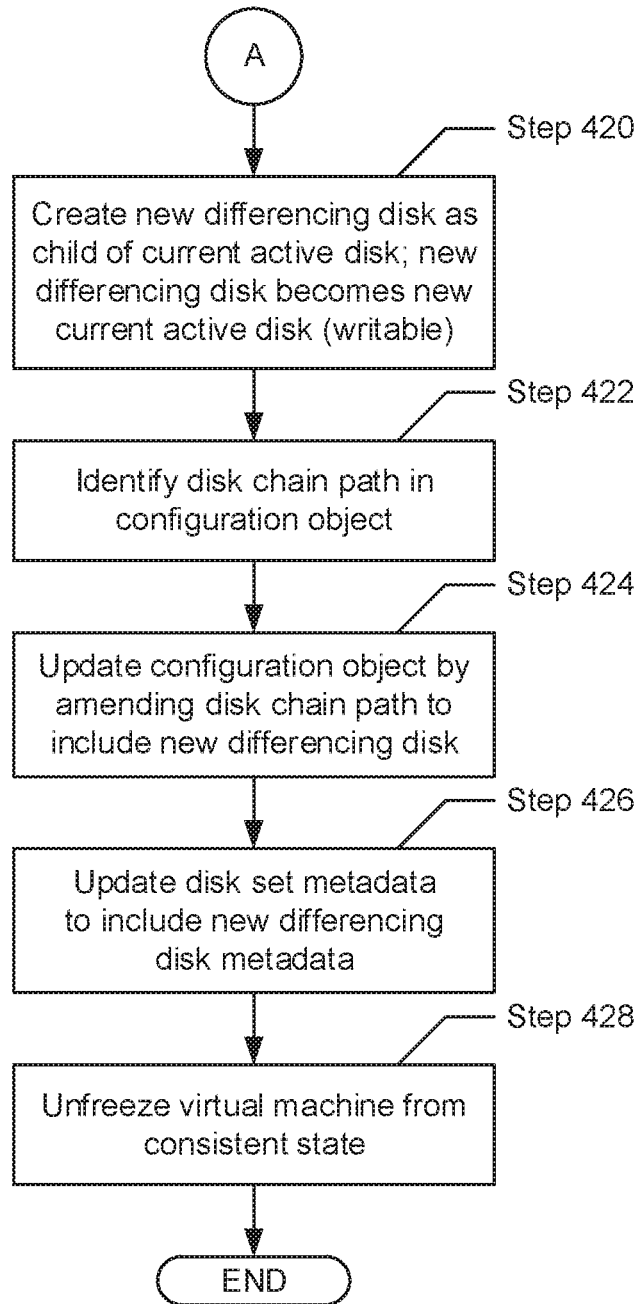 A
Step 420
Create new differencing disk as
child of current active disk; new
differencing disk becomes new
current active disk (writable)
Step 422
Identify disk chain path in
configuration object
Step 424
Update configuration object by
amending disk chain path to
include new differencing disk
Step 426
Update disk set metadata
to include new differencing
disk metadata
Step 428
Unfreeze virtual machine from
consistent state
END